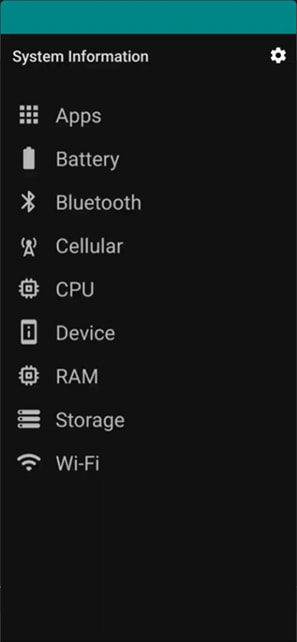 System Information
Apps
Battery
Bluetooth
Cellular
CPU
Device
RAM
Storage
Wi-Fi